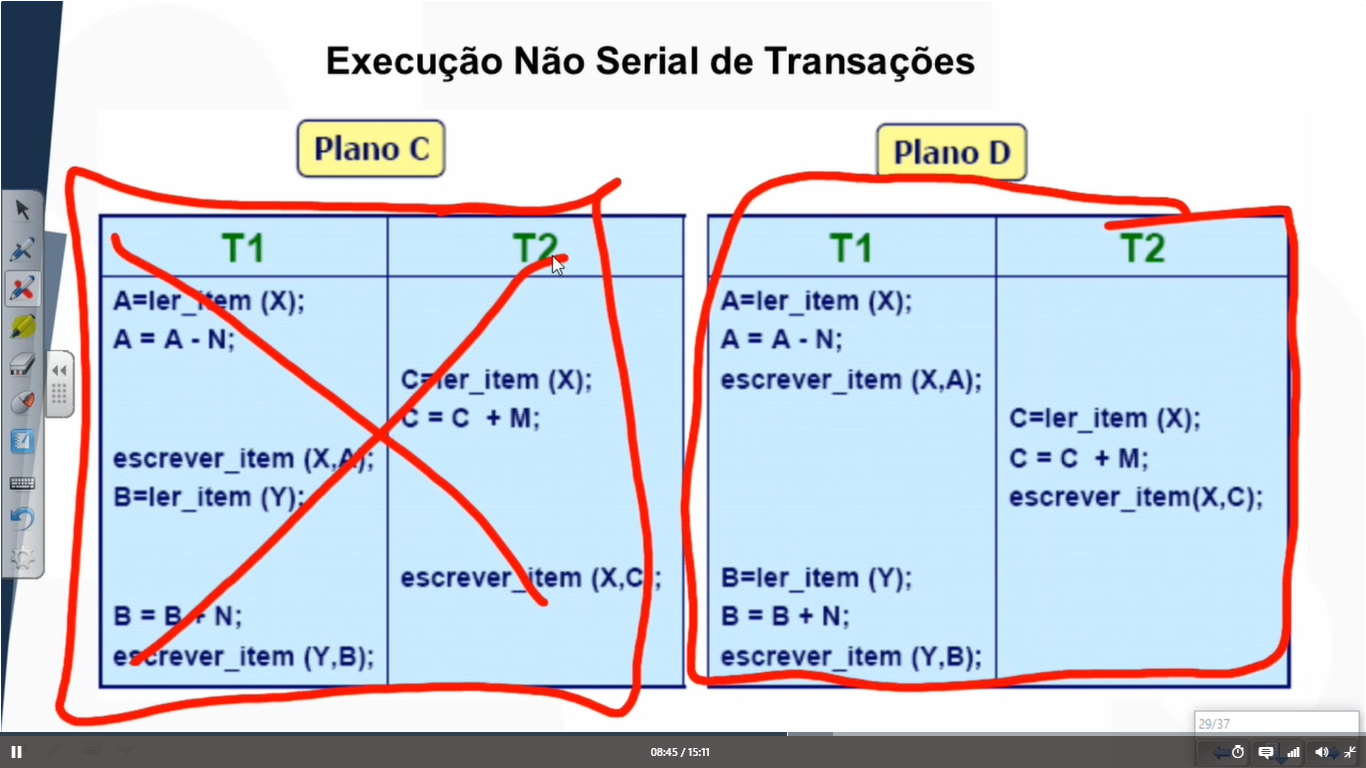 Execução Não Serial de Transações
Plano C
T1
T2
A=ler_item (X);
A = A - N;
C=ler_item (X);
C = C + M;
escrever_item (X,A);
B=ler_item (Y);
escrever_item (X,C);
B = B + N;
escrever_item (Y,B);
Plano D
T1
T2
A=ler_item (X);
A = A - N;
escrever_item (X,A);
C=ler_item (X);
C = C + M;
escrever_item(X,C);
B=ler_item (Y);
B = B + N;
escrever_item (Y,B);
29/37
08:45 / 15:11